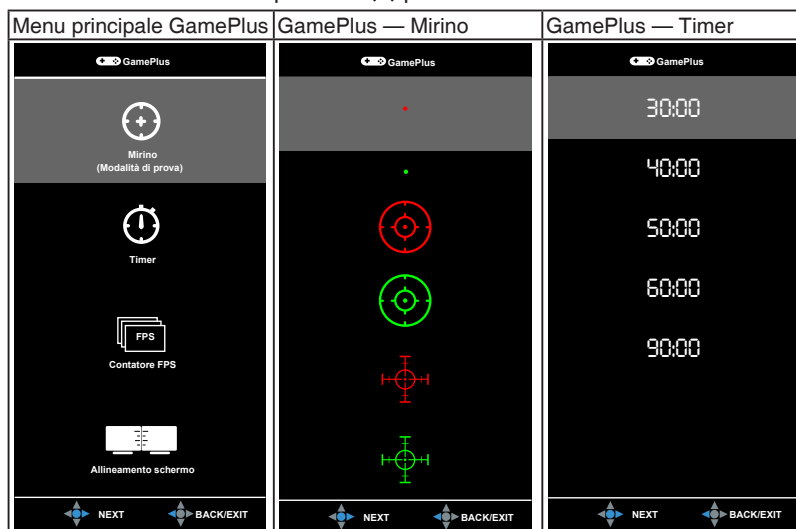 Menu principale GamePlus
GamePlus — Mirino
GamePlus — Timer
GamePlus
Mirino
(Modalità di prova)
Timer
FPS
Contatore FPS
Allineamento schermo
NEXT
BACK/EXIT
GamePlus
NEXT
BACK/EXIT
GamePlus
30:00
40:00
50:00
60:00
90:00
NEXT
BACK/EXIT